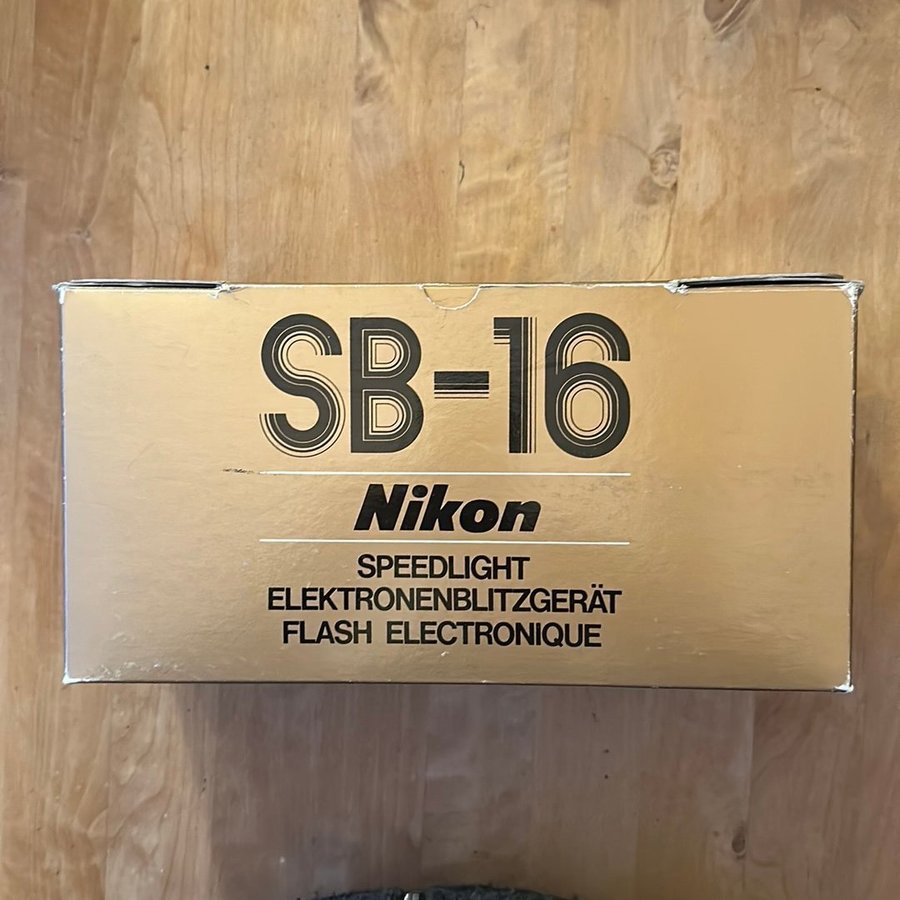 SB-16
Nikon
SPEEDLIGHT
ELEKTRONENBLITZGERÄT
FLASH ELECTRONIQUE